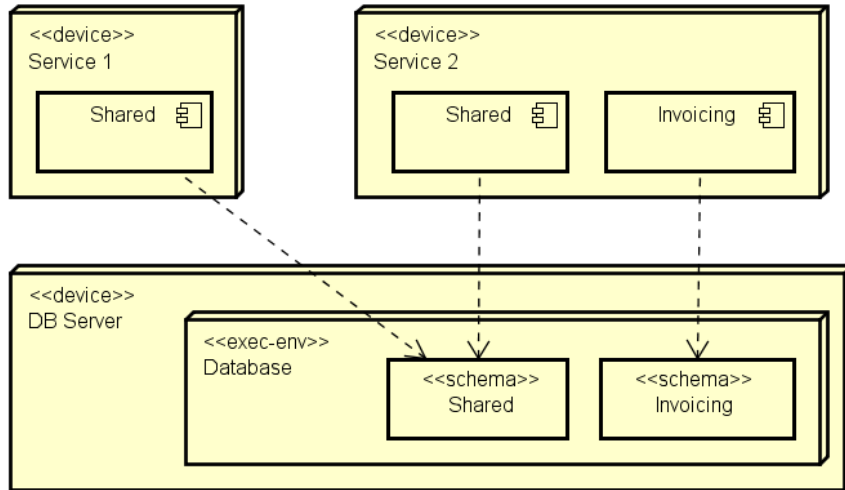 <<device>>
Service 1
Shared
<<device>>
Service 2
Shared
Invoicing
<<device>>
DB Server
<<exec-env>>
Database
<<schema>>
Shared
<<schema>>
Invoicing